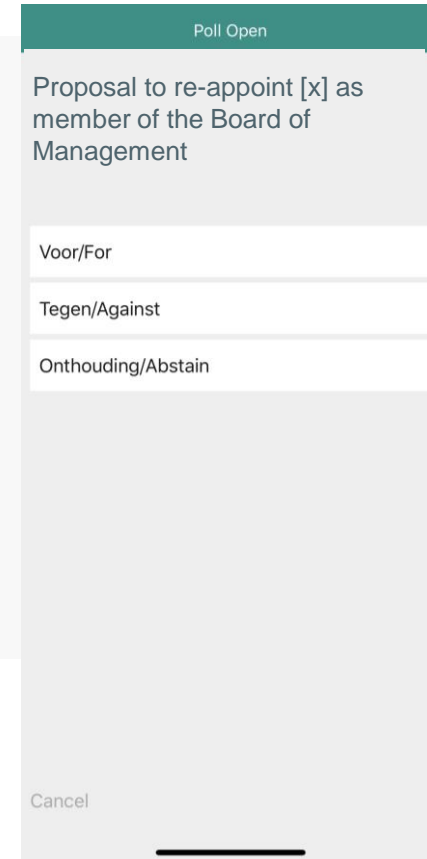 Poll Open
Proposal to re-appoint [x] as
member of the Board of
Management
Voor/For
Tegen/Against
Onthouding/Abstain
Cancel